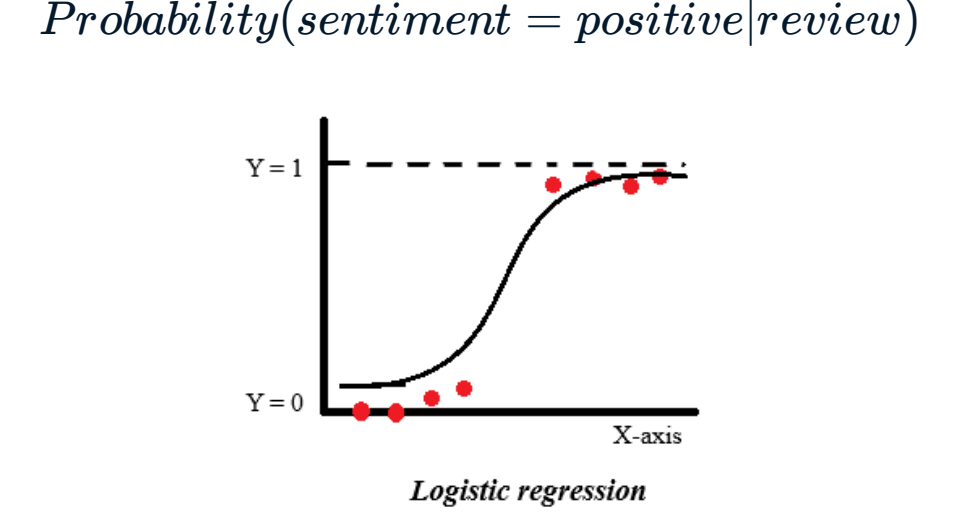 Probability(sentiment = positive|review)
Y = 1
Y = 0
X-axis
Logistic regression